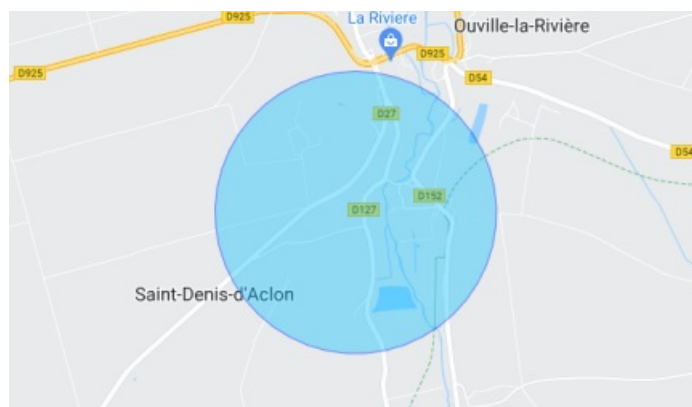 La Riviere
Ouville-la-Rivière
D925
D925
D925
D54
D27
D54
D152
D127
Saint-Denis-d'Aclon